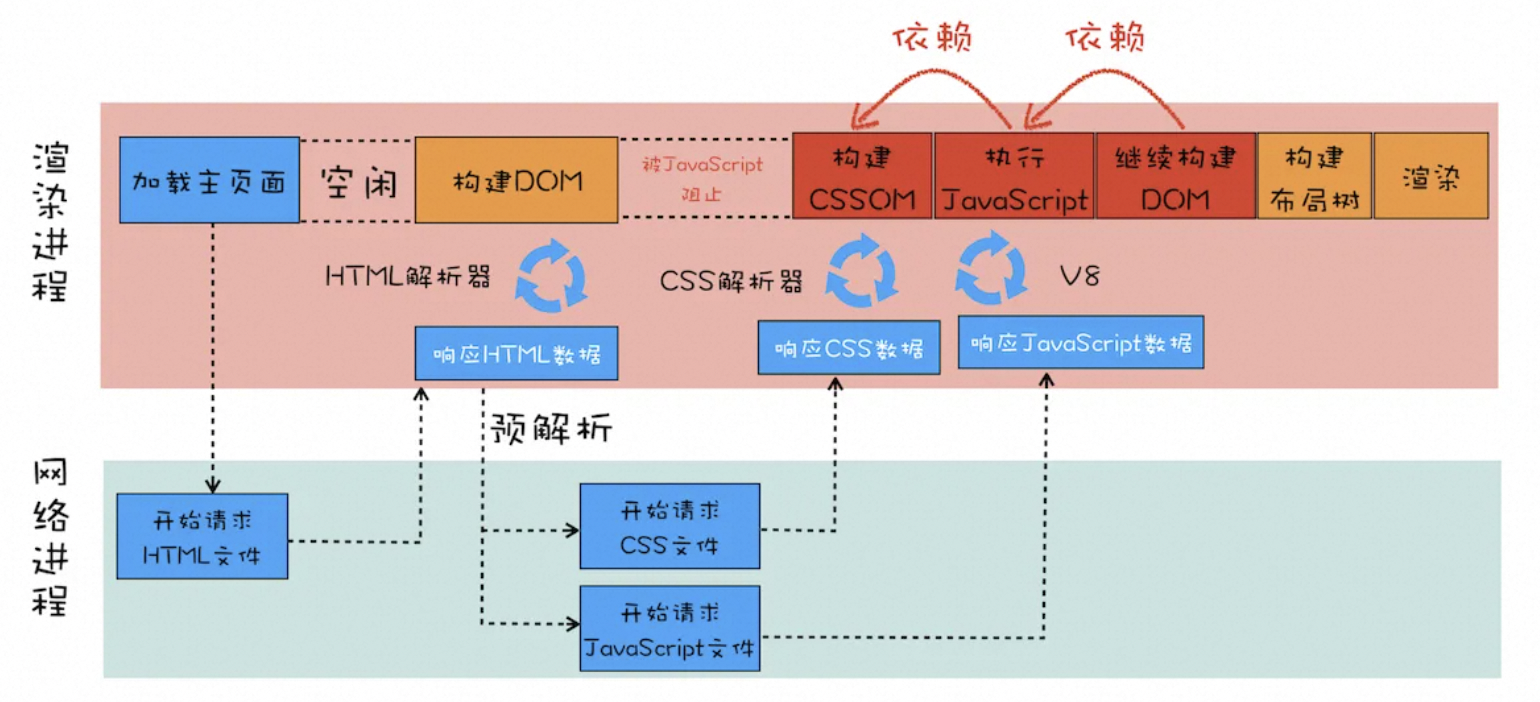 依赖
依赖
渲染进程
加载主页面
空闲
构建DOM
被JavaScript
阻止
构建
CSSOM
执行
JavaScript
继续构建
DOM
构建
布局树
渲染
HTML解析器
CSS解析器
V8
响应HTML数据
响应CSS数据
响应JavaScript数据
预解析
网络进程
开始请求
HTML文件
开始请求
CSS文件
开始请求
JavaScript文件